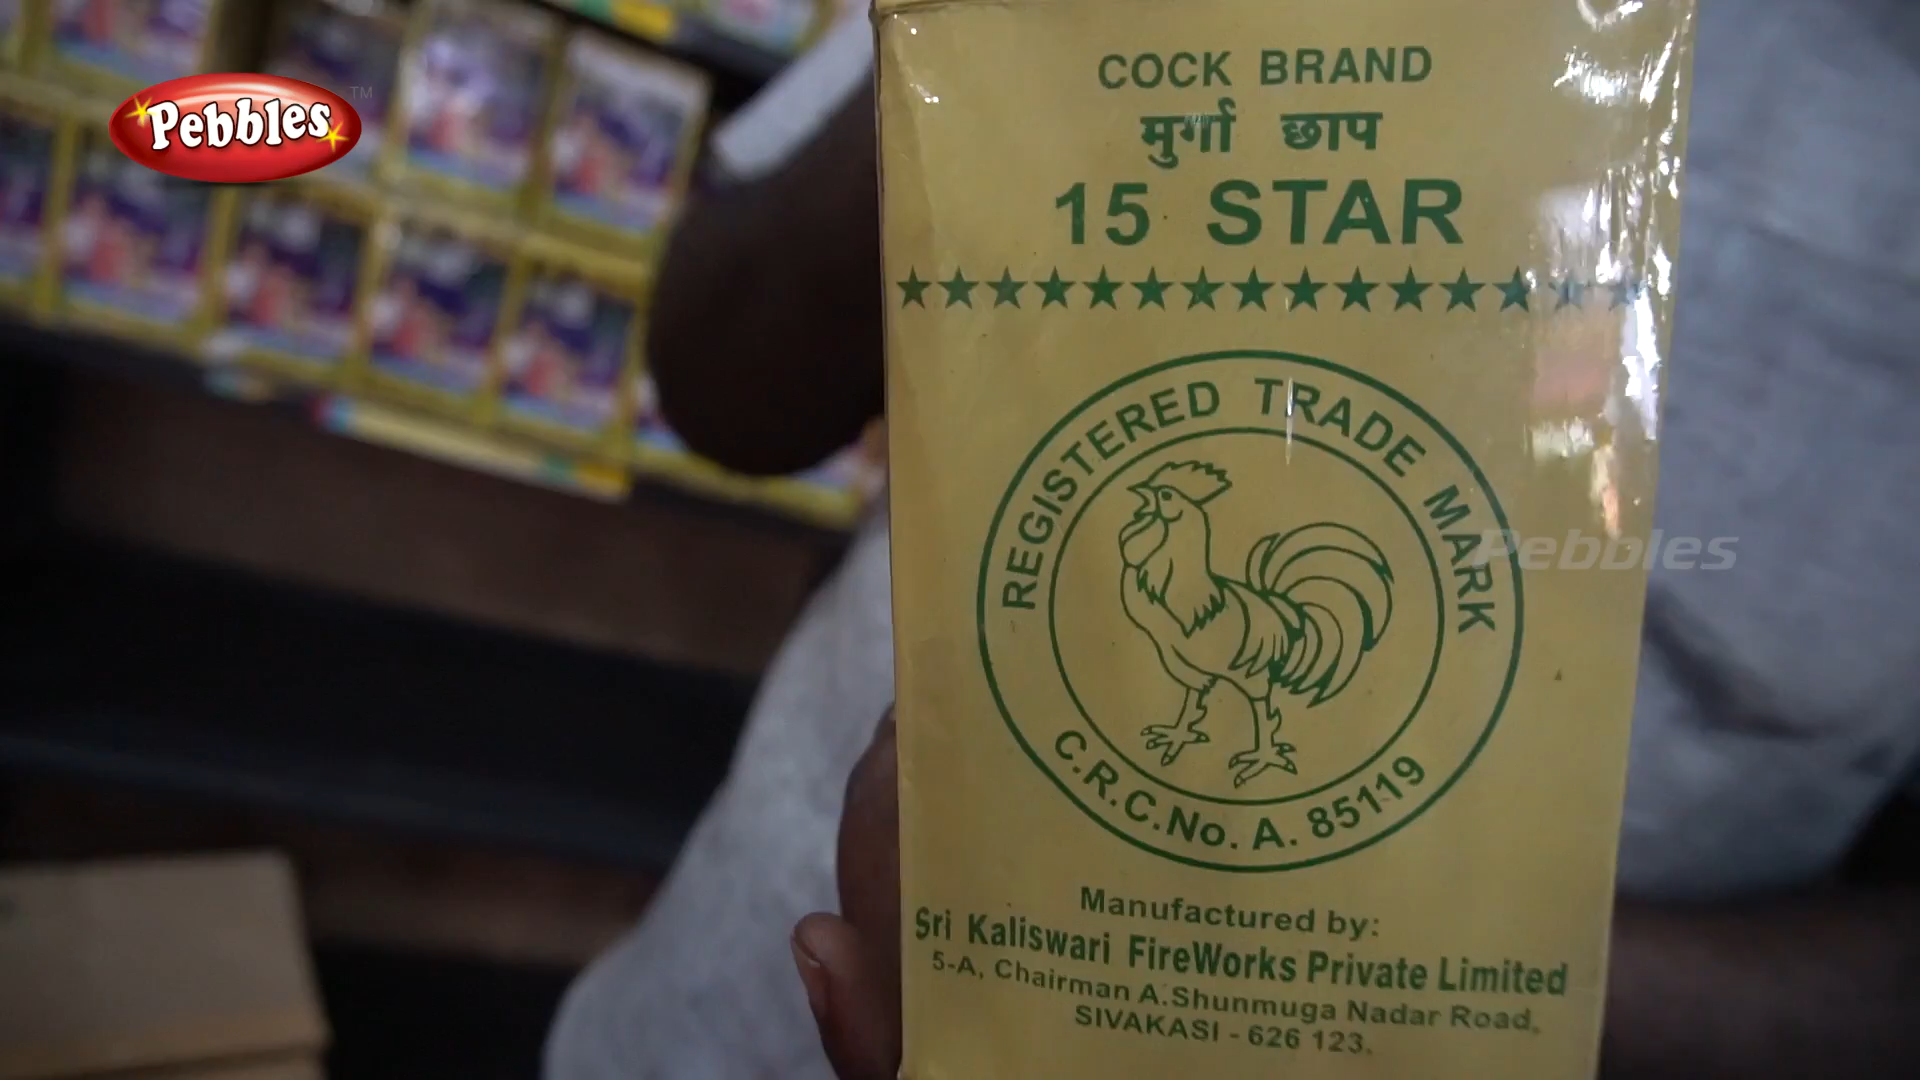 Pebbles TM
COCK BRAND
मुर्गा छाप
15 STAR
REGISTERED TRADE MARK
C.R.C.No. A. 85119
Pebbles
Manufactured by:
Sri Kaliswari FireWorks Private Limited
5-A, Chairman A.Shunmuga Nadar Road,
SIVAKASI - 626 123.